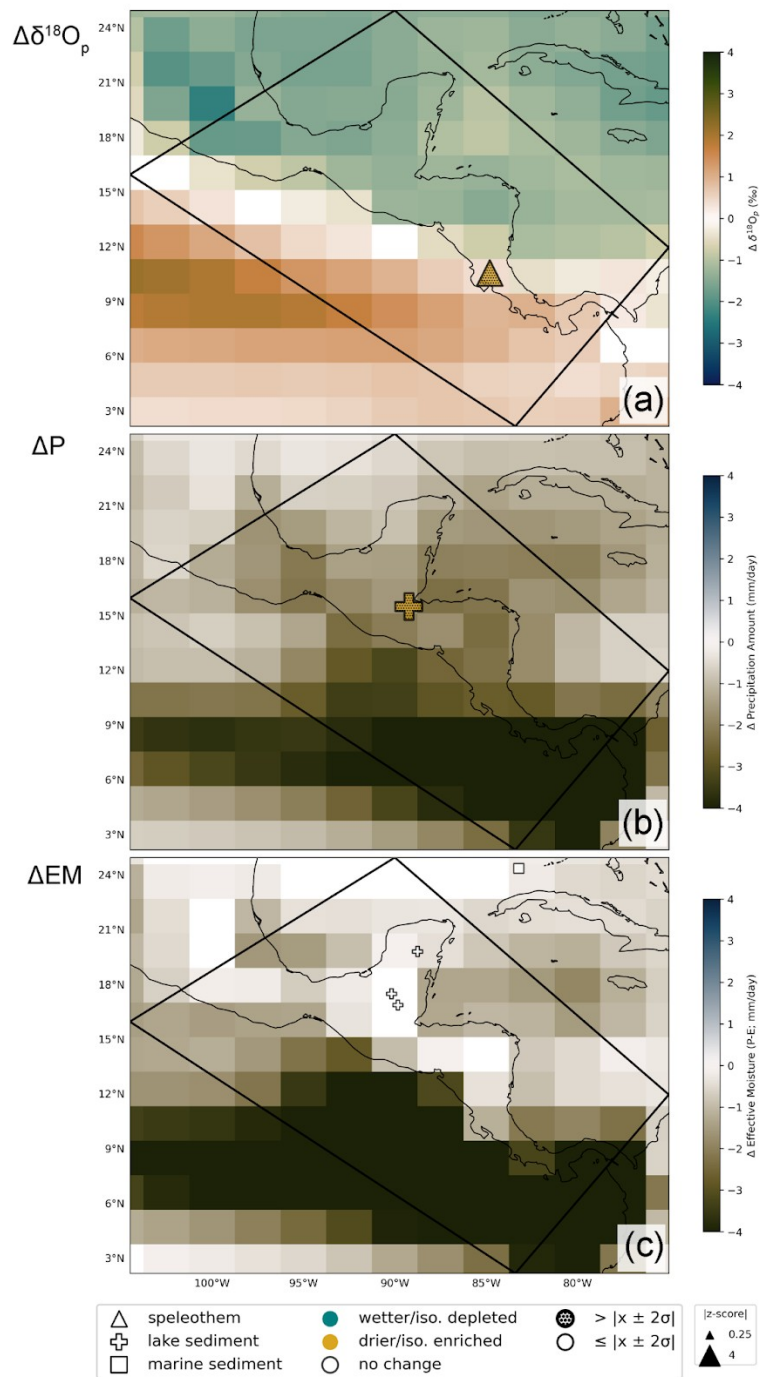 Δδ¹⁸Oₚ
24°N
21°N
18°N
15°N
12°N
9°N
6°N
3°N
(a)
4
3
2
1
0
−1
−2
−3
−4
Δ δ¹⁸Oₚ (‰)
ΔP
24°N
21°N
18°N
15°N
12°N
9°N
6°N
3°N
(b)
4
3
2
1
0
−1
−2
−3
−4
Δ Precipitation Amount (mm/day)
ΔEM
24°N
21°N
18°N
15°N
12°N
9°N
6°N
3°N
(c)
4
3
2
1
0
−1
−2
−3
−4
Δ Effective Moisture (P-E; mm/day)
100°W 95°W 90°W 85°W 80°W
speleothem wetter/iso. depleted > |x ± 2σ| |z-score|
lake sediment drier/iso. enriched ≤ |x ± 2σ| 0.25
marine sediment no change 4